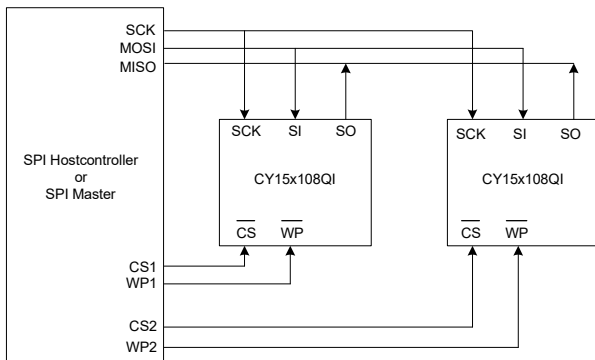 SCK
MOSI
MISO
SCK SI SO
SCK SI SO
SPI Hostcontroller
or
SPI Master
CY15x108QI
CY15x108QI
CS WP
CS WP
CS1
WP1
CS2
WP2